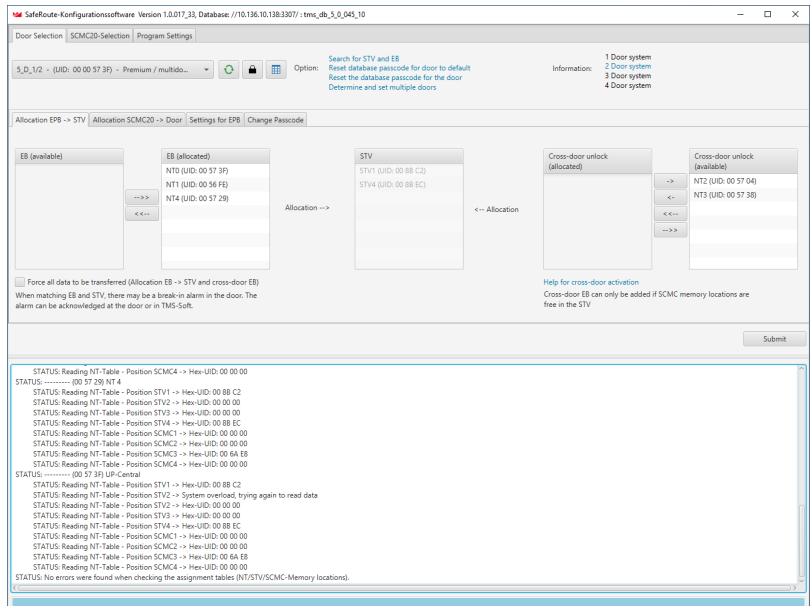 SafeRoute-Konfigurationssoftware Version 1.0.017_33, Database: //10.136.10.138:3307/ : tms_db_5_0_045_10
Door Selection SCMC20-Selection Program Settings
5_D_1/2 - (UID: 00 00 57 3F) - Premium / multido...
Option:
Search for STV and EB
Reset database passcode for door to default
Reset the database passcode for the door
Determine and set multiple doors
Information:
1 Door system
2 Door system
3 Door system
4 Door system
Allocation EPB -> STV Allocation SCMC20 -> Door Settings for EPB Change Passcode
EB (available)
-->>
<<--
EB (allocated)
NT0 (UID: 00 57 3F)
NT1 (UID: 00 56 FE)
NT4 (UID: 00 57 29)
Allocation -->
STV
STV1 (UID: 00 8B C2)
STV4 (UID: 00 8B EC)
<-- Allocation
Cross-door unlock
(allocated)
->
<-
<<--
-->>
Cross-door unlock
(available)
NT2 (UID: 00 57 04)
NT3 (UID: 00 57 38)
Force all data to be transferred (Allocation EB -> STV and cross-door EB)
When matching EB and STV, there may be a break-in alarm in the door. The
alarm can be acknowledged at the door or in TMS-Soft.
Help for cross-door activation
Cross-door EB can only be added if SCMC memory locations are
free in the STV
Submit
STATUS: Reading NT-Table - Position SCMC4 -> Hex-UID: 00 00 00
STATUS: --------- (00 57 29) NT 4
STATUS: Reading NT-Table - Position STV1 -> Hex-UID: 00 8B C2
STATUS: Reading NT-Table - Position STV2 -> Hex-UID: 00 00 00
STATUS: Reading NT-Table - Position STV3 -> Hex-UID: 00 00 00
STATUS: Reading NT-Table - Position STV4 -> Hex-UID: 00 8B EC
STATUS: Reading NT-Table - Position SCMC1 -> Hex-UID: 00 00 00
STATUS: Reading NT-Table - Position SCMC2 -> Hex-UID: 00 00 00
STATUS: Reading NT-Table - Position SCMC3 -> Hex-UID: 00 6A E8
STATUS: Reading NT-Table - Position SCMC4 -> Hex-UID: 00 00 00
STATUS: --------- (00 57 3F) UP-Central
STATUS: Reading NT-Table - Position STV1 -> Hex-UID: 00 8B C2
STATUS: Reading NT-Table - Position STV2 -> System overload, trying again to read data
STATUS: Reading NT-Table - Position STV2 -> Hex-UID: 00 00 00
STATUS: Reading NT-Table - Position STV3 -> Hex-UID: 00 00 00
STATUS: Reading NT-Table - Position STV4 -> Hex-UID: 00 8B EC
STATUS: Reading NT-Table - Position SCMC1 -> Hex-UID: 00 00 00
STATUS: Reading NT-Table - Position SCMC2 -> Hex-UID: 00 00 00
STATUS: Reading NT-Table - Position SCMC3 -> Hex-UID: 00 6A E8
STATUS: Reading NT-Table - Position SCMC4 -> Hex-UID: 00 00 00
STATUS: No errors were found when checking the assignment tables (NT/STV/SCMC-Memory locations).